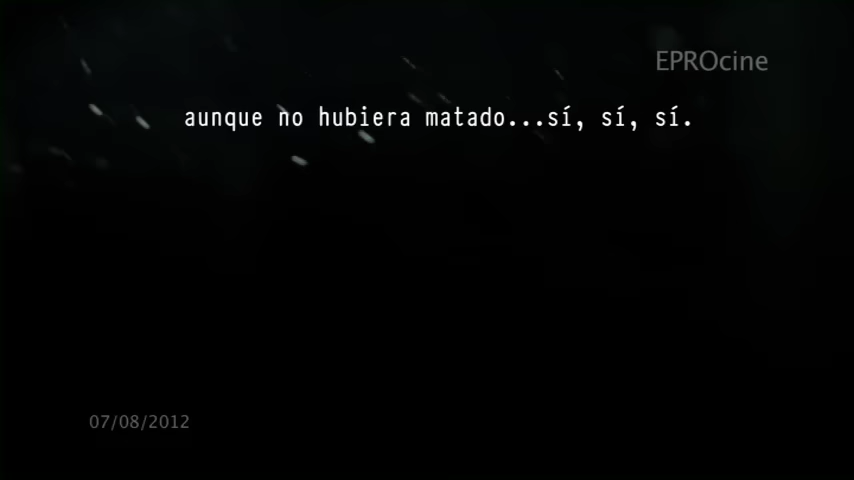 EPROcine
aunque no hubiera matado...sí, sí, sí.
07/08/2012